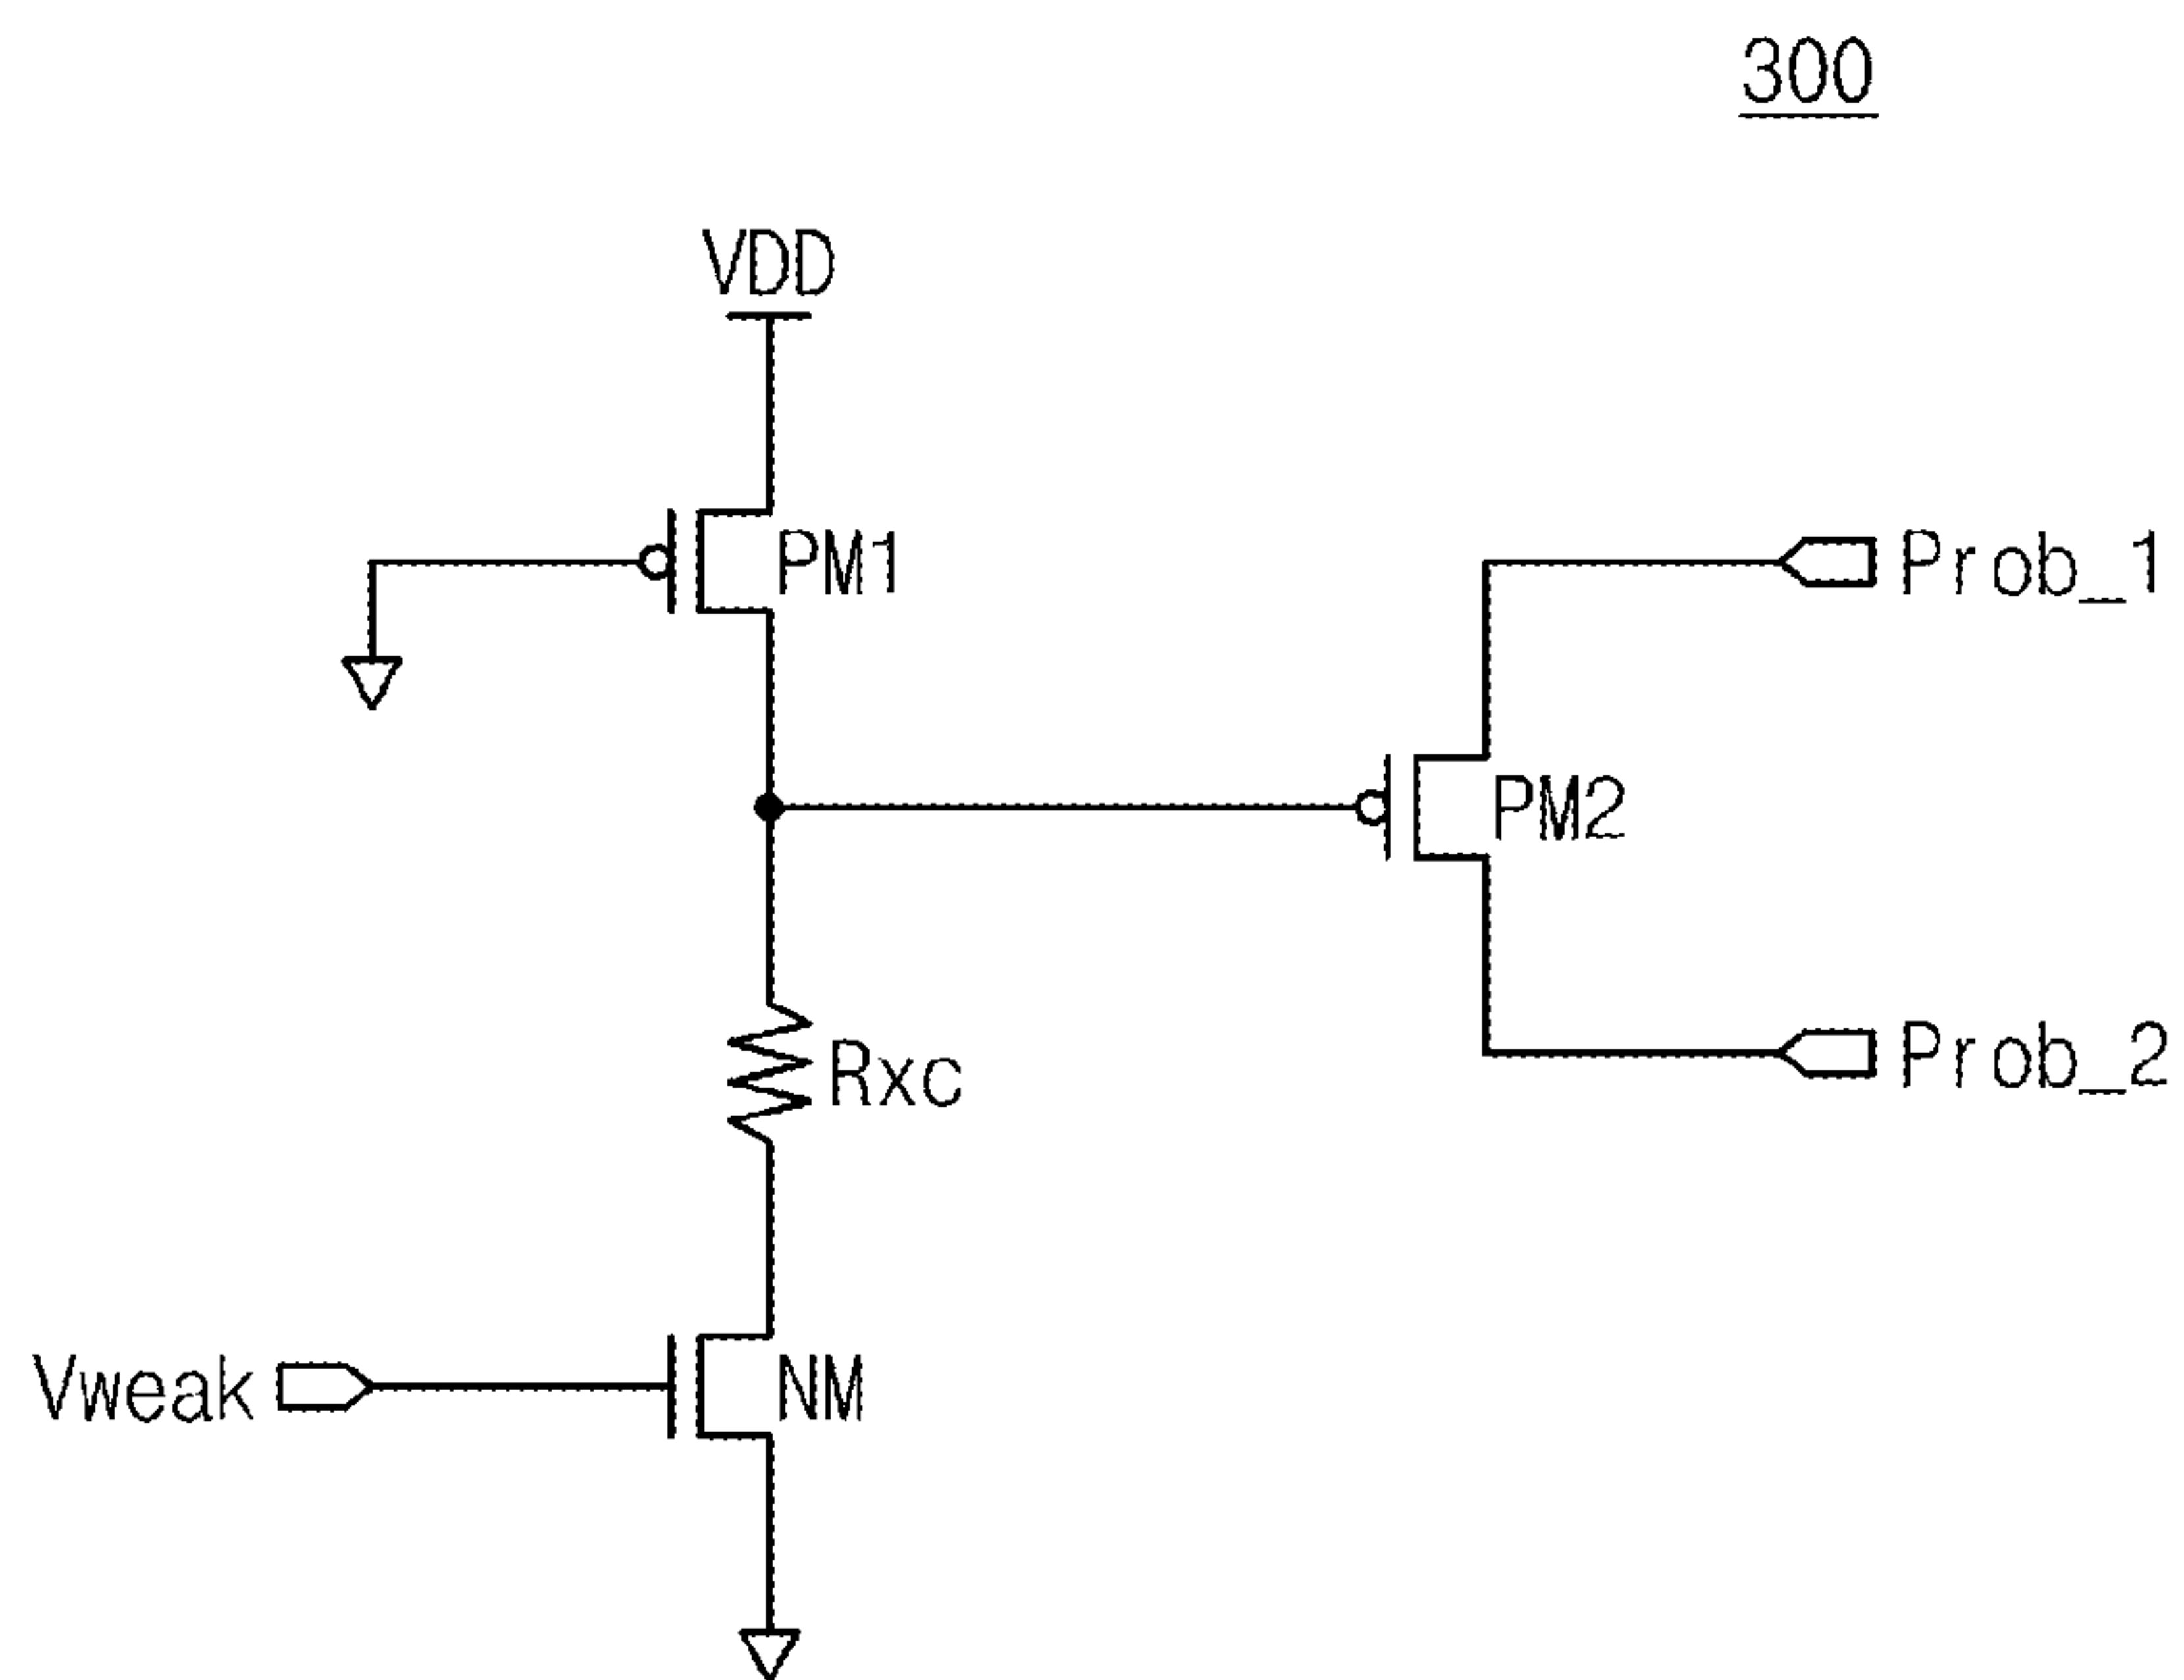 300
VDD
PM1
Prob_1
PM2
Rxc
Prob_2
Vweak
NM